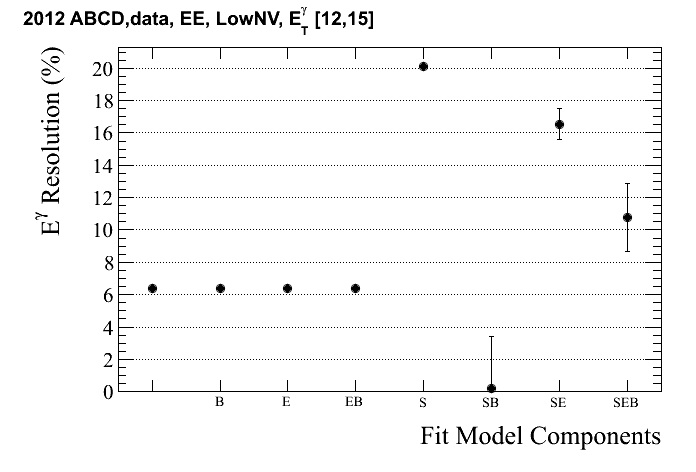 2012 ABCD,data, EE, LowNV, E_T^γ [12,15]
E^γ Resolution (%)
20
18
16
14
12
10
8
6
4
2
0
B E EB S SB SE SEB
Fit Model Components